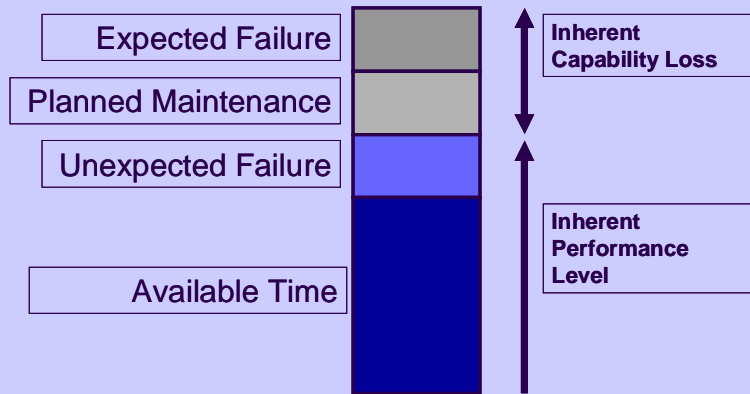 Expected Failure
Inherent
Capability Loss
Planned Maintenance
Unexpected Failure
Inherent
Performance
Level
Available Time